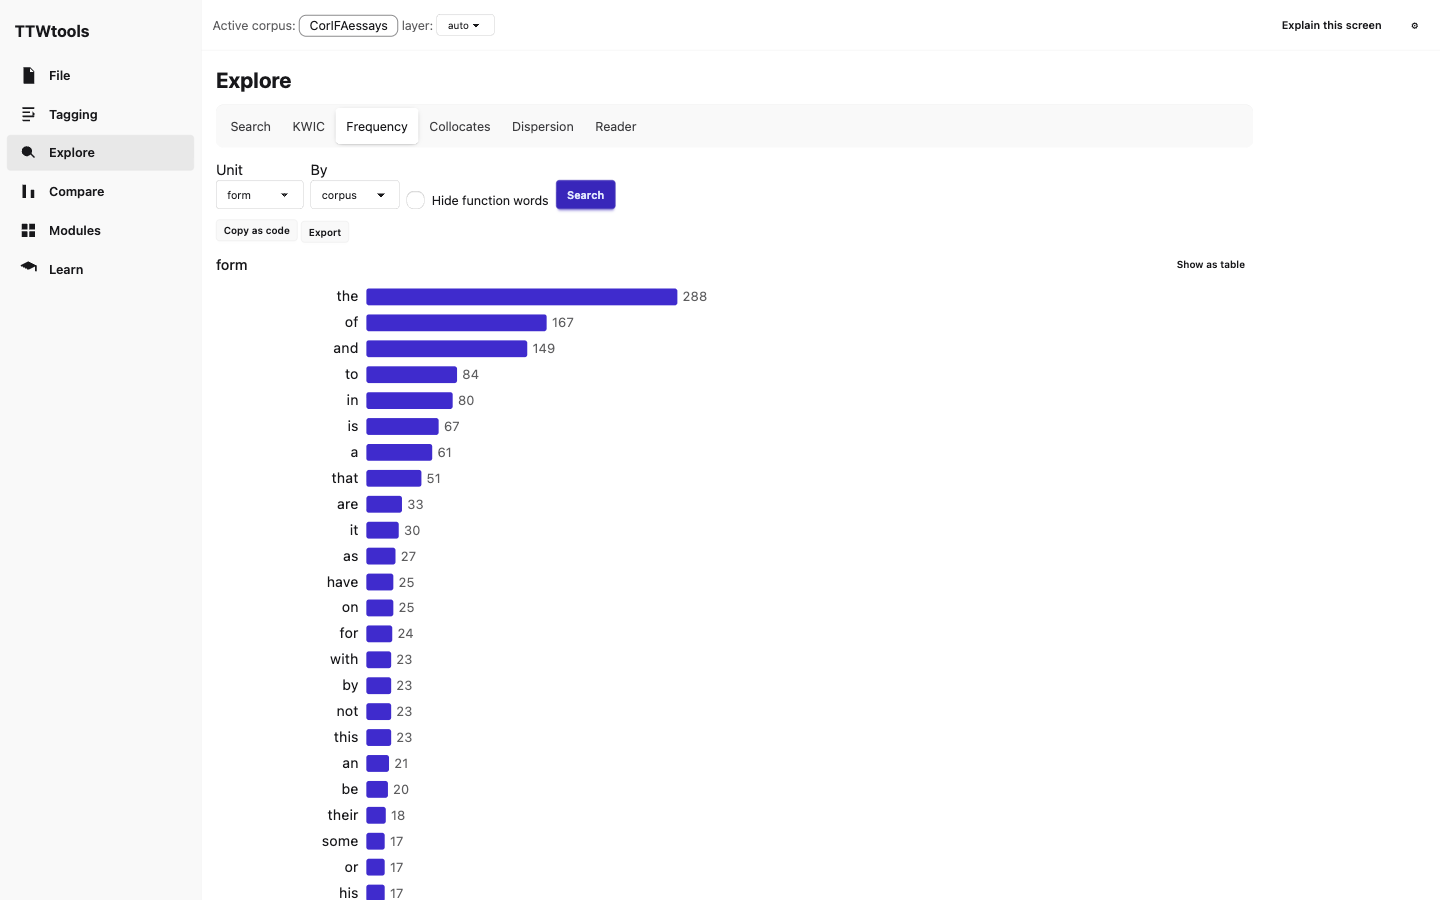 TTWtools
File
Tagging
Explore
Compare
Modules
Learn
Active corpus: CorIFAessays layer: auto
Explain this screen
Explore
Search KWIC Frequency Collocates Dispersion Reader
Unit By
form corpus Hide function words Search
Copy as code Export
form Show as table
the 288
of 167
and 149
to 84
in 80
is 67
a 61
that 51
are 33
it 30
as 27
have 25
on 25
for 24
with 23
by 23
not 23
this 23
an 21
be 20
their 18
some 17
or 17
his 17